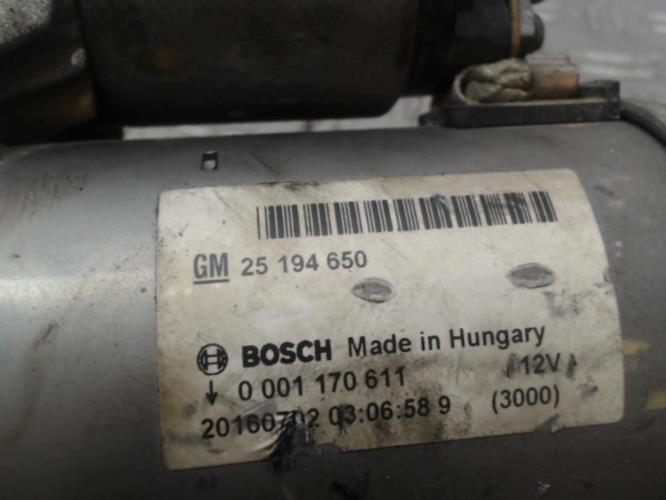 GM 25 194 650
BOSCH Made in Hungary
0 001 170 611 (12V)
20160702 03:06:58 9 (3000)